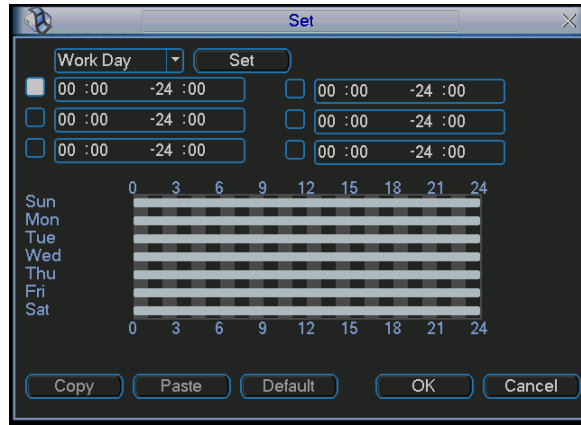 Set
Work Day Set
00 :00 -24 :00 00 :00 -24 :00
00 :00 -24 :00 00 :00 -24 :00
00 :00 -24 :00 00 :00 -24 :00
0 3 6 9 12 15 18 21 24
Sun
Mon
Tue
Wed
Thu
Fri
Sat
0 3 6 9 12 15 18 21 24
Copy Paste Default OK Cancel